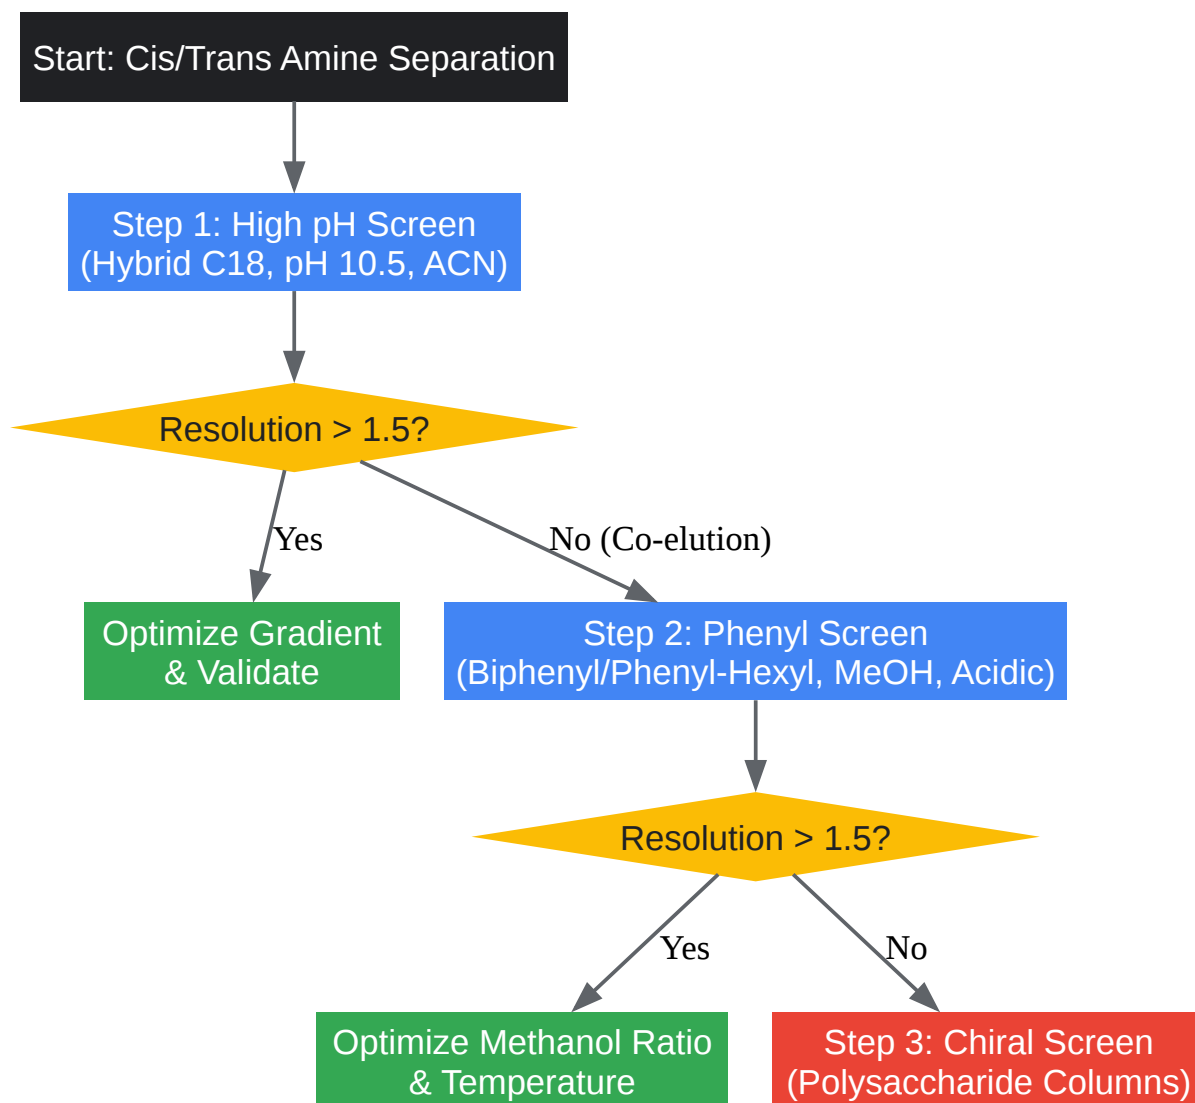 Start: Cis/Trans Amine Separation
Step 1: High pH Screen
(Hybrid C18, pH 10.5, ACN)
Resolution > 1.5?
Yes
No (Co-elution)
Optimize Gradient
& Validate
Step 2: Phenyl Screen
(Biphenyl/Phenyl-Hexyl, MeOH, Acidic)
Resolution > 1.5?
Yes
No
Optimize Methanol Ratio
& Temperature
Step 3: Chiral Screen
(Polysaccharide Columns)